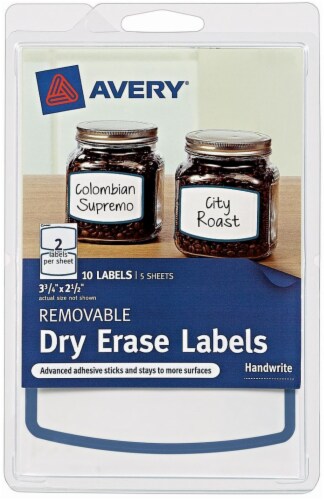 AVERY
Colombian
Supremo
City
Roast
2
labels
per sheet
10 LABELS | 5 SHEETS
3 3/4" x 2 1/2"
actual size not shown
REMOVABLE
Dry Erase Labels
Advanced adhesive sticks and stays to more surfaces
Handwrite